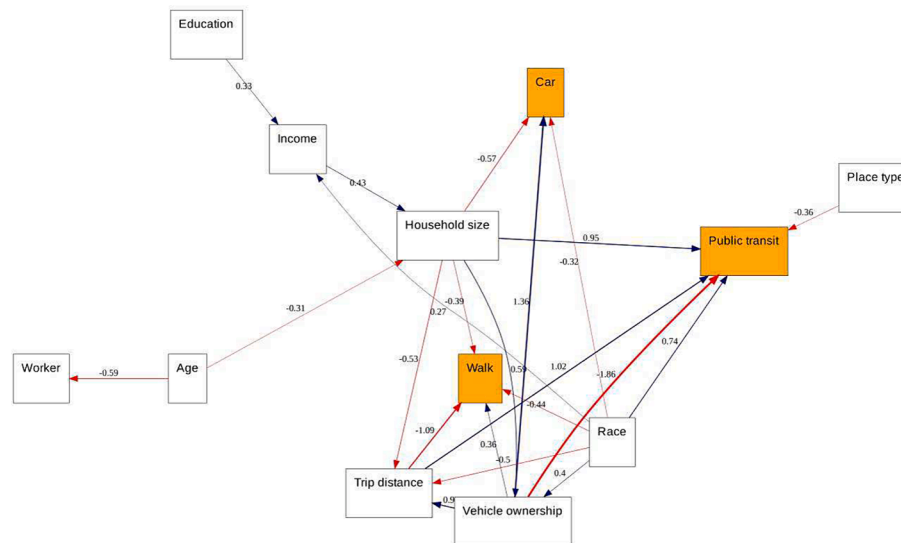 Education
Car
0.33
Income
-0.57
0.43
Place type
-0.36
Household size
0.95
Public transit
-0.32
-0.31
-0.39
1.36
0.27
0.74
-0.53
Worker
-0.59
Age
Walk
0.59
1.02
-1.86
-0.44
Race
-1.09
0.36
-0.5
Trip distance
0.4
0.9
Vehicle ownership